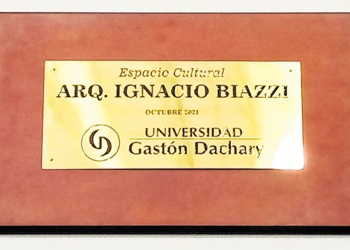 Espacio Cultural
ARQ. IGNACIO BIAZZI
OCTUBRE 2021
UNIVERSIDAD
Gastón Dachary